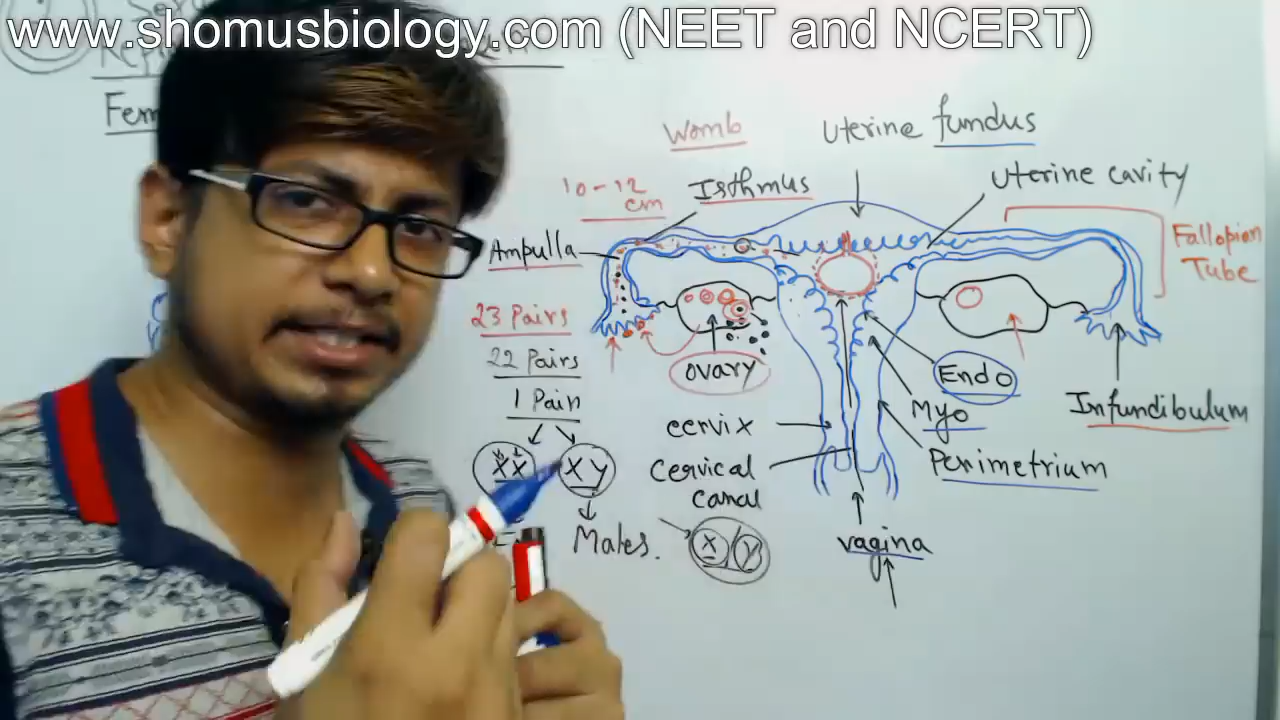 www.shomusbiology.com (NEET and NCERT)
Womb
Uterine fundus
10-12
cm
Isthmus
Uterine cavity
Ampulla
Fallopian
Tube
23 Pairs
22 Pairs
1 Pair
ovary
Endo
Myo
Infundibulum
cervix
Perimetrium
XX
XY
Cervical
canal
Males.
X/Y
vagina